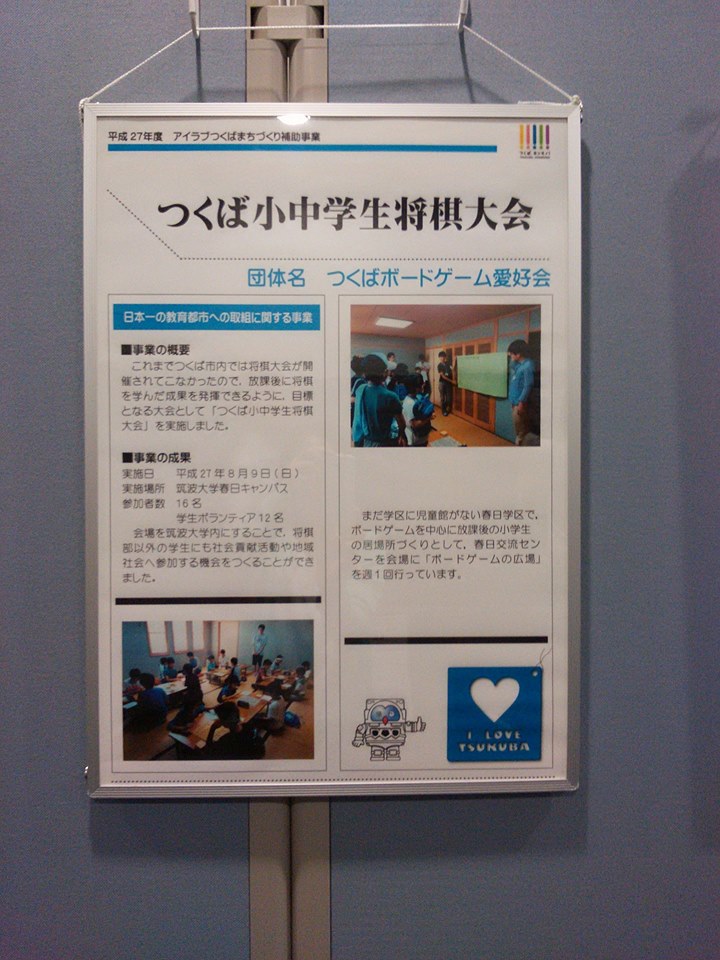 平成27年度 アイラブつくばまちづくり補助事業
つくば小中学生将棋大会
団体名 つくばボードゲーム愛好会
日本一の教育都市への取組に関する事業
■事業の概要
これまでつくば市内では将棋大会が開
催されてこなかったので、放課後に将棋
を学んだ成果を発揮できるように、目標
となる大会として「つくば小中学生将棋
大会」を実施しました。
■事業の成果
実施日 平成27年8月9日(日)
実施場所 筑波大学春日キャンパス
参加者数 16名
学生ボランティア12名
会場を筑波大学内にすることで、将棋
部以外の学生にも社会貢献活動や地域
社会へ参加する機会をつくることができ
ました。
まだ学区に児童館がない春日学区で、
ボードゲームを中心に放課後の小学生
の居場所づくりとして、春日交流セン
ターを会場に「ボードゲームの広場」
を週1回行っています。
I LOVE
TSUKUBA